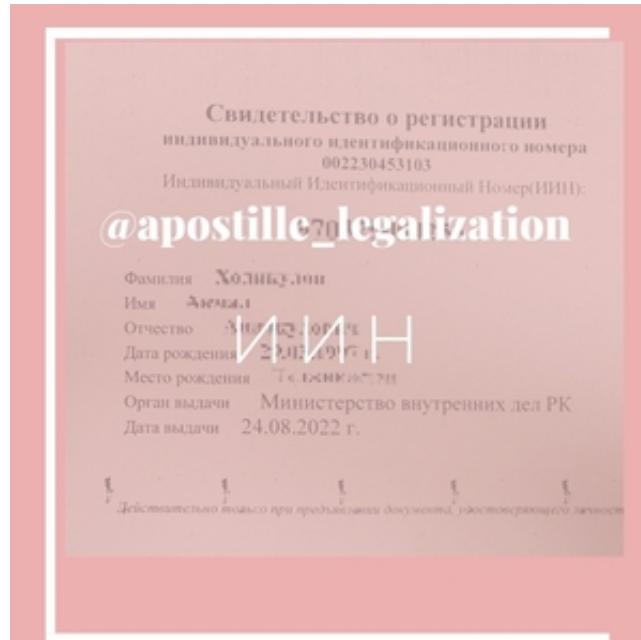 Свидетельство о регистрации
индивидуального идентификационного номера
002230453103
Индивидуальный Идентификационный Номер(ИИН):
@apostille_legalization
Фамилия
Имя
Отчество
ИИН
Дата рождения
Место рождения
Орган выдачи Министерство внутренних дел РК
Дата выдачи 24.08.2022 г.
Действительно только при предъявлении документа, удостоверяющего